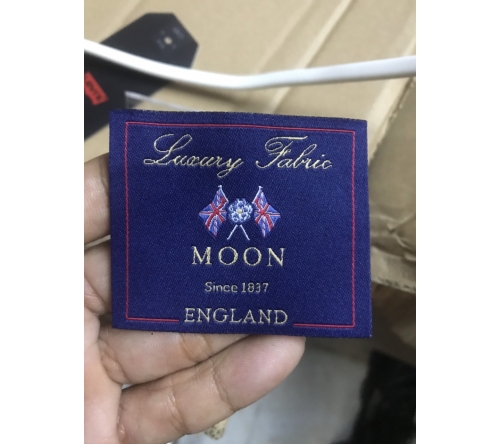 Luxury Fabric
MOON
Since 1837
ENGLAND